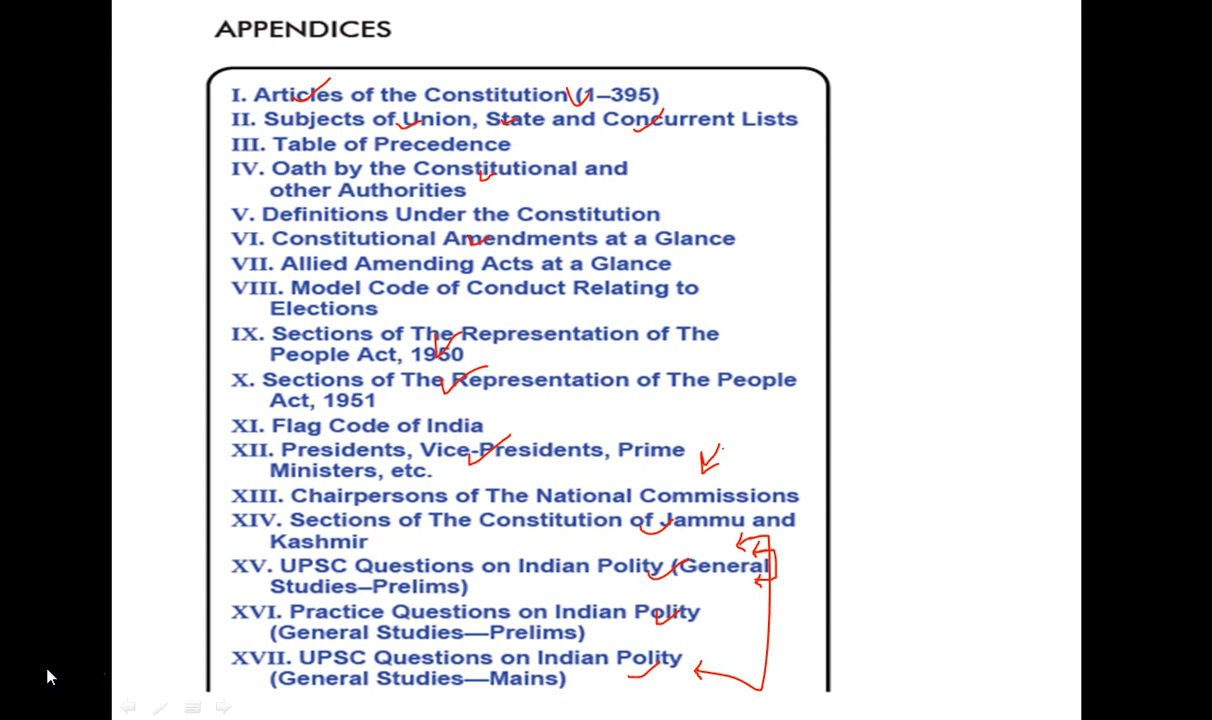 APPENDICES
I. Articles of the Constitution (1–395)
II. Subjects of Union, State and Concurrent Lists
III. Table of Precedence
IV. Oath by the Constitutional and
other Authorities
V. Definitions Under the Constitution
VI. Constitutional Amendments at a Glance
VII. Allied Amending Acts at a Glance
VIII. Model Code of Conduct Relating to
Elections
IX. Sections of The Representation of The
People Act, 1950
X. Sections of The Representation of The People
Act, 1951
XI. Flag Code of India
XII. Presidents, Vice-Presidents, Prime
Ministers, etc.
XIII. Chairpersons of The National Commissions
XIV. Sections of The Constitution of Jammu and
Kashmir
XV. UPSC Questions on Indian Polity (General
Studies–Prelims)
XVI. Practice Questions on Indian Polity
(General Studies—Prelims)
XVII. UPSC Questions on Indian Polity
(General Studies—Mains)